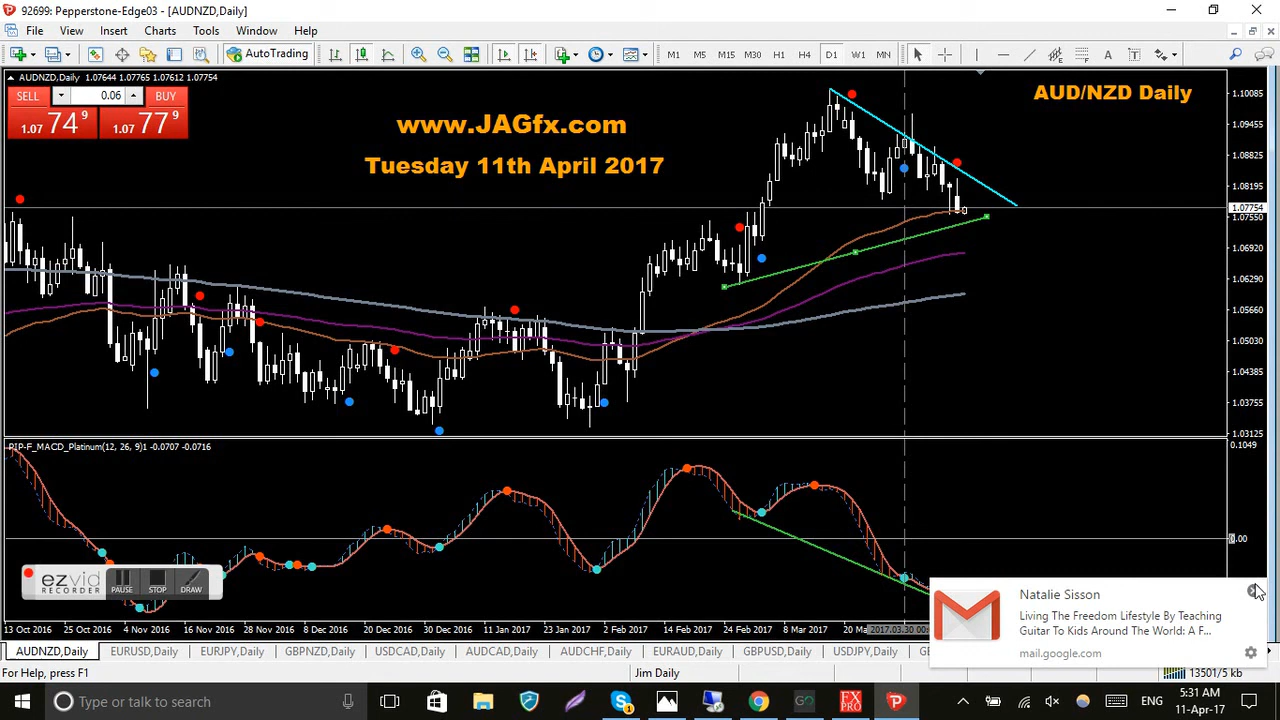 92699: Pepperstone-Edge03 - [AUDNZD,Daily]
File View Insert Charts Tools Window Help
AutoTrading M1 M5 M15 M30 H1 H4 D1 W1 MN
AUDNZD,Daily 1.07644 1.07765 1.07612 1.07754
SELL 0.06 BUY
1.07 74 9 1.07 77 9
www.JAGfx.com
Tuesday 11th April 2017
AUD/NZD Daily
1.10085
1.09455
1.08825
1.08195
1.07754
1.07550
1.06920
1.06290
1.05660
1.05030
1.04385
1.03755
1.03125
PIP-F_MACD_Platinum(12, 26, 9)1 -0.0707 -0.0716
0.1049
0.00
ezvid
RECORDER
PAUSE STOP DRAW
Natalie Sisson
Living The Freedom Lifestyle By Teaching
Guitar To Kids Around The World: A F...
mail.google.com
13 Oct 2016 25 Oct 2016 4 Nov 2016 16 Nov 2016 28 Nov 2016 8 Dec 2016 20 Dec 2016 30 Dec 2016 11 Jan 2017 23 Jan 2017 2 Feb 2017 14 Feb 2017 24 Feb 2017 8 Mar 2017 20 Ma 2017.03.30 00:
AUDNZD,Daily EURUSD,Daily EURJPY,Daily GBPNZD,Daily USDCAD,Daily AUDCAD,Daily AUDCHF,Daily EURAUD,Daily GBPUSD,Daily USDJPY,Daily
For Help, press F1 Jim Daily 13501/5 kb
Type or talk to search
ENG
5:31 AM
11-Apr-17